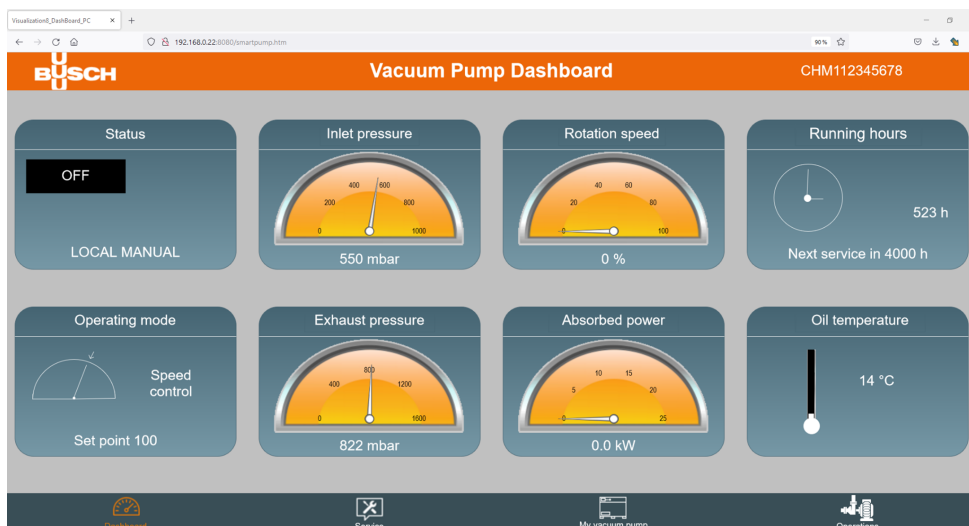 Visualization8_DashBoard_PC
192.168.0.22:8080/smartpump.htm
90%
BUSCH
Vacuum Pump Dashboard
CHM112345678
Status
OFF
LOCAL MANUAL
Inlet pressure
0 200 400 600 800 1000
550 mbar
Rotation speed
0 20 40 60 80 100
0 %
Running hours
523 h
Next service in 4000 h
Operating mode
Speed
control
Set point 100
Exhaust pressure
0 400 800 1200 1600
822 mbar
Absorbed power
0 5 10 15 20 25
0.0 kW
Oil temperature
14 °C
Dashboard
Service
My vacuum pump
Operations